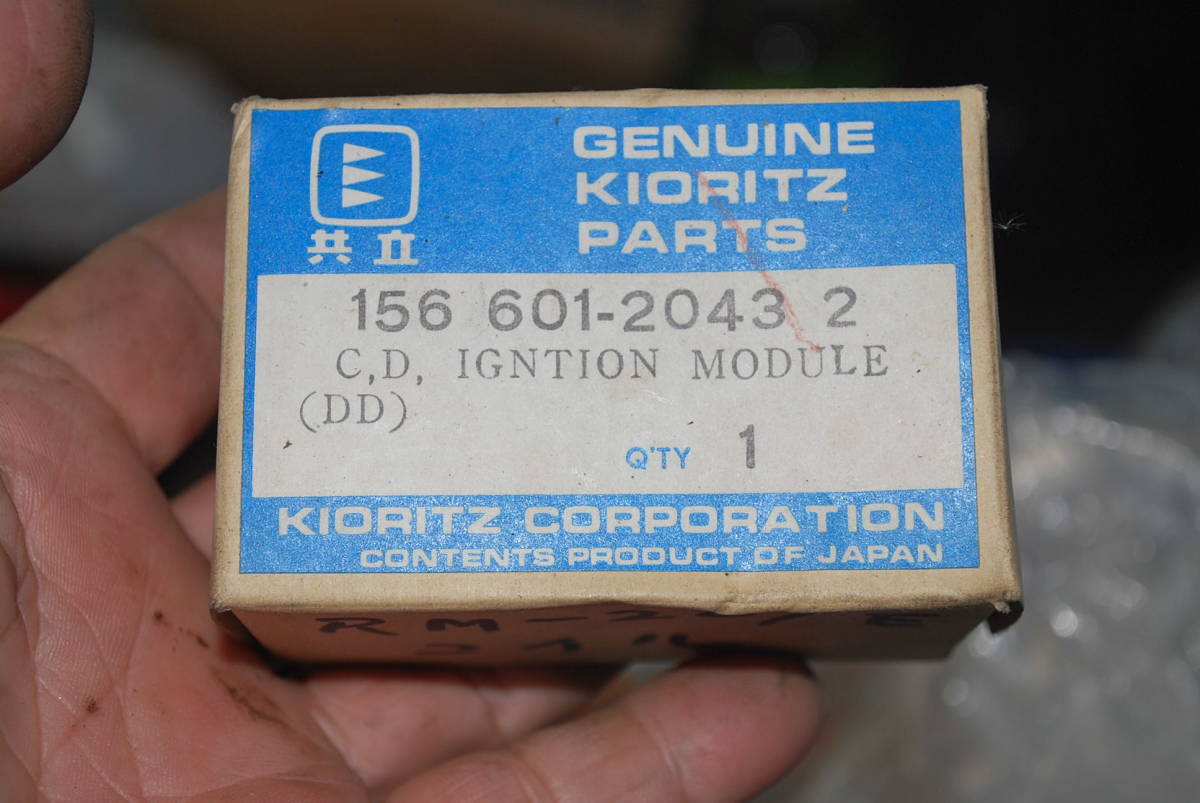 共立
GENUINE
KIORITZ
PARTS
156 601-2043 2
C,D, IGNTION MODULE
(DD)
Q'TY 1
KIORITZ CORPORATION
CONTENTS PRODUCT OF JAPAN